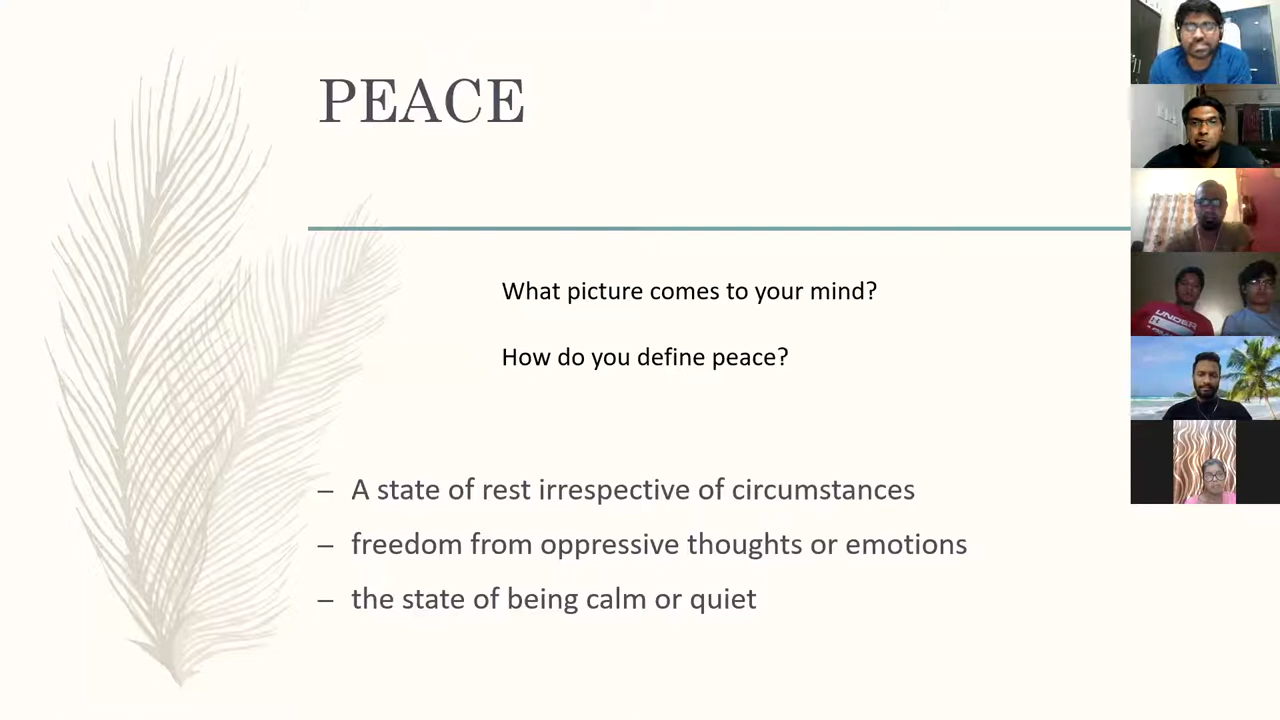 PEACE
What picture comes to your mind?
How do you define peace?
– A state of rest irrespective of circumstances
– freedom from oppressive thoughts or emotions
– the state of being calm or quiet
UNDER